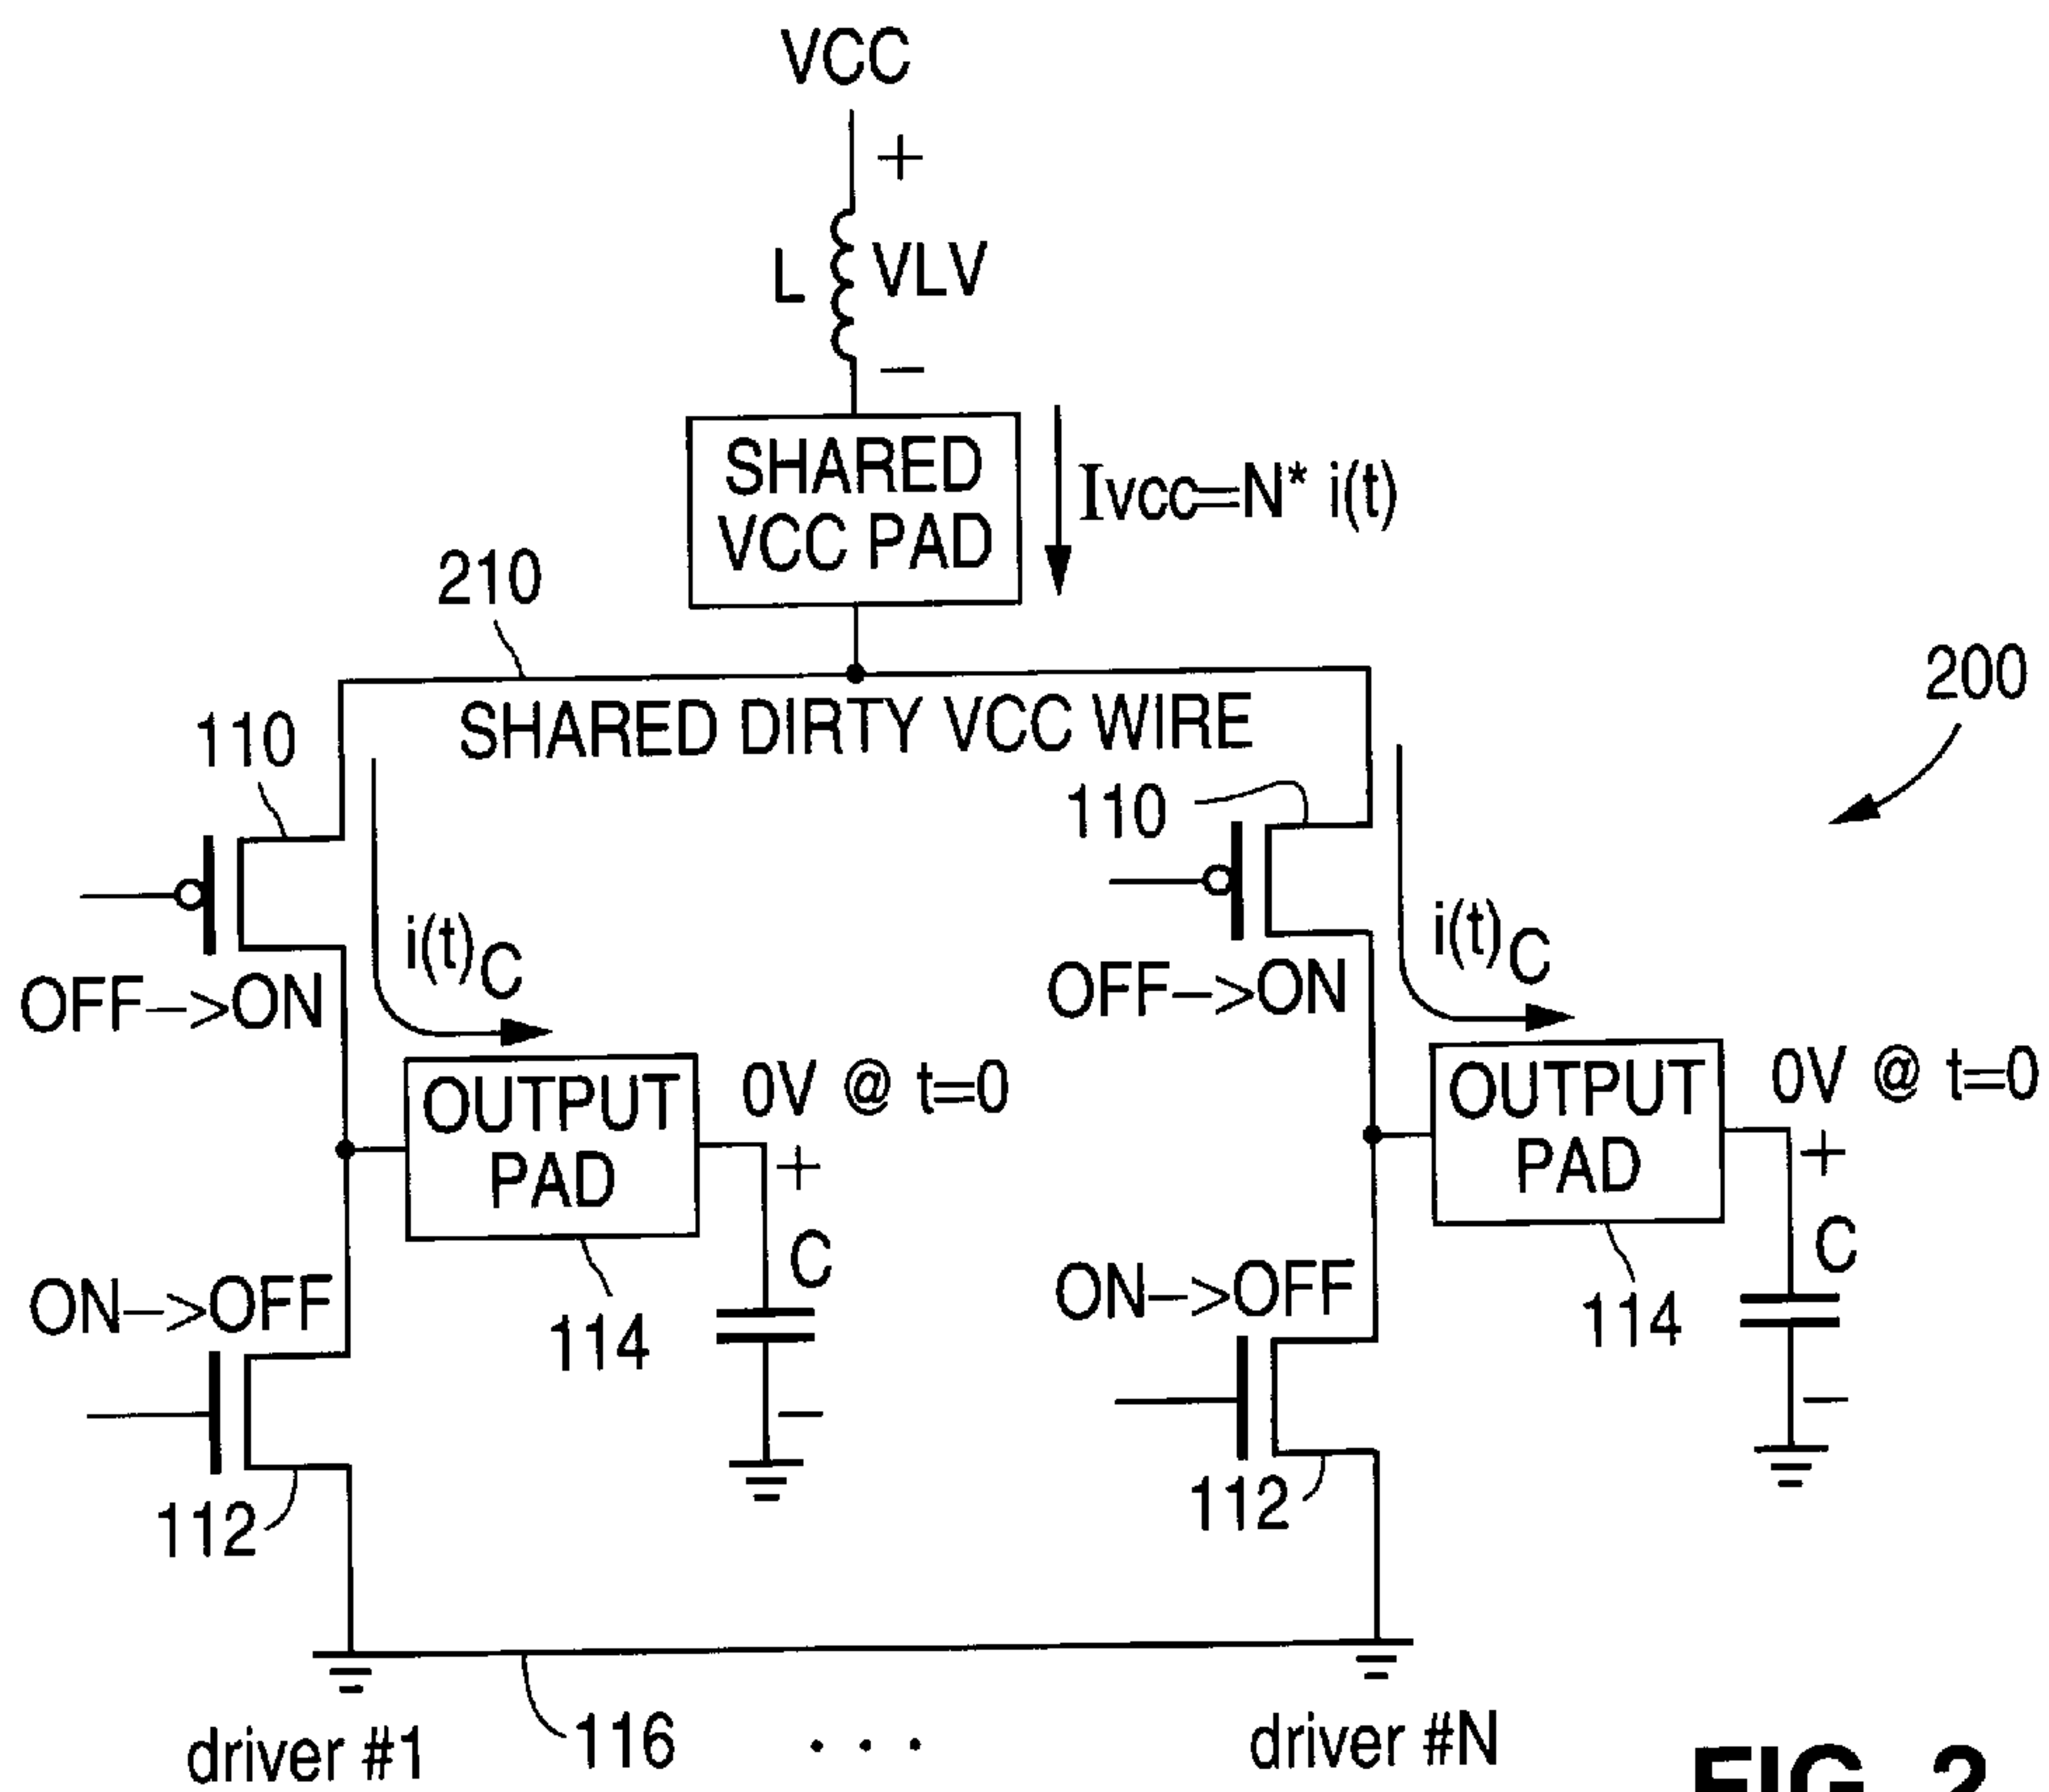 VCC
+
L
VLV
−
SHARED
VCC PAD
Ivcc=N* i(t)
210
200
SHARED DIRTY VCC WIRE
110
110
i(t)C
i(t)C
OFF−>ON
OFF−>ON
OUTPUT
PAD
0V @ t=0
OUTPUT
PAD
0V @ t=0
+
+
C
C
ON−>OFF
ON−>OFF
114
114
−
−
112
112
116
driver #1
. . .
driver #N
FIG. 2